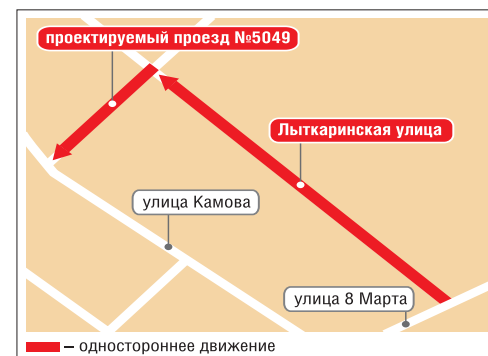 проектируемый проезд №5049
Лыткаринская улица
улица Камова
улица 8 Марта
– одностороннее движение